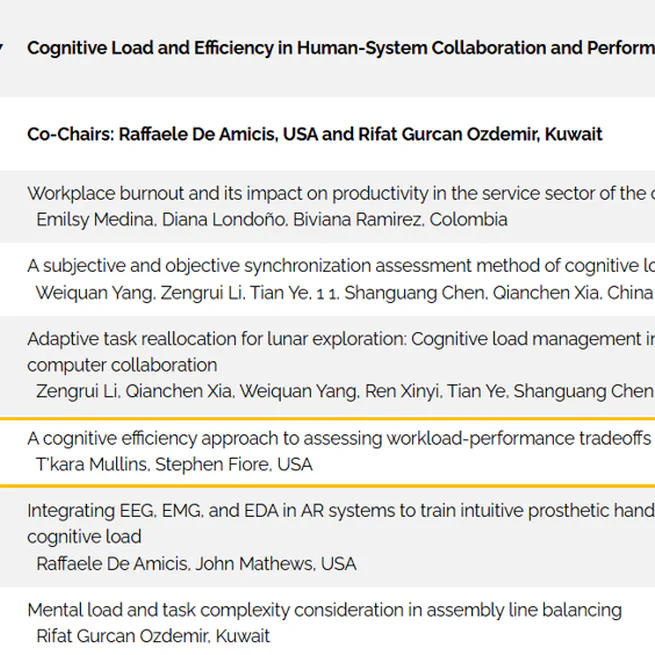 Cognitive Load and Efficiency in Human-System Collaboration and Perform
Co-Chairs: Raffaele De Amicis, USA and Rifat Gurcan Ozdemir, Kuwait
Workplace burnout and its impact on productivity in the service sector of the
Emilsy Medina, Diana Londoño, Biviana Ramirez, Colombia
A subjective and objective synchronization assessment method of cognitive lo
Weiquan Yang, Zengrui Li, Tian Ye, 1 1, Shanguang Chen, Qianchen Xia, China
Adaptive task reallocation for lunar exploration: Cognitive load management in
computer collaboration
Zengrui Li, Qianchen Xia, Weiquan Yang, Ren Xinyi, Tian Ye, Shanguang Chen
A cognitive efficiency approach to assessing workload-performance tradeoffs
T'kara Mullins, Stephen Fiore, USA
Integrating EEG, EMG, and EDA in AR systems to train intuitive prosthetic hand
cognitive load
Raffaele De Amicis, John Mathews, USA
Mental load and task complexity consideration in assembly line balancing
Rifat Gurcan Ozdemir, Kuwait